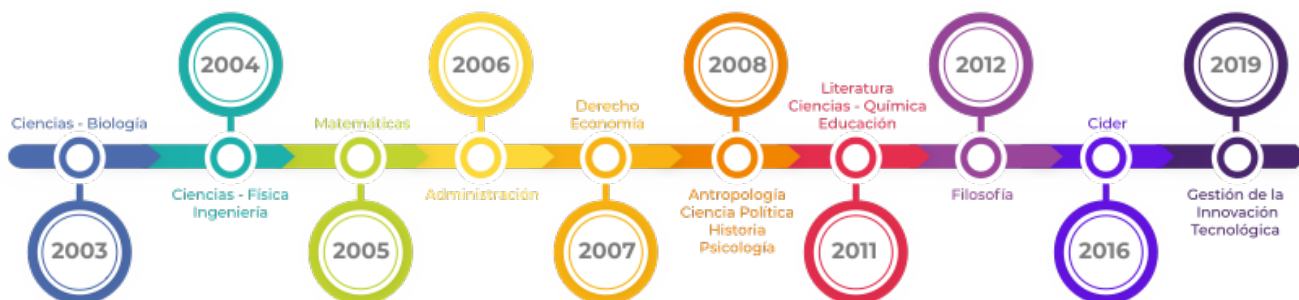 2003
Ciencias - Biología
2004
Ciencias - Física
Ingeniería
2005
Matemáticas
2006
Administración
2007
Derecho
Economía
2008
Antropología
Ciencia Política
Historia
Psicología
2011
Literatura
Ciencias - Química
Educación
2012
Filosofía
2016
Cider
2019
Gestión de la
Innovación
Tecnológica